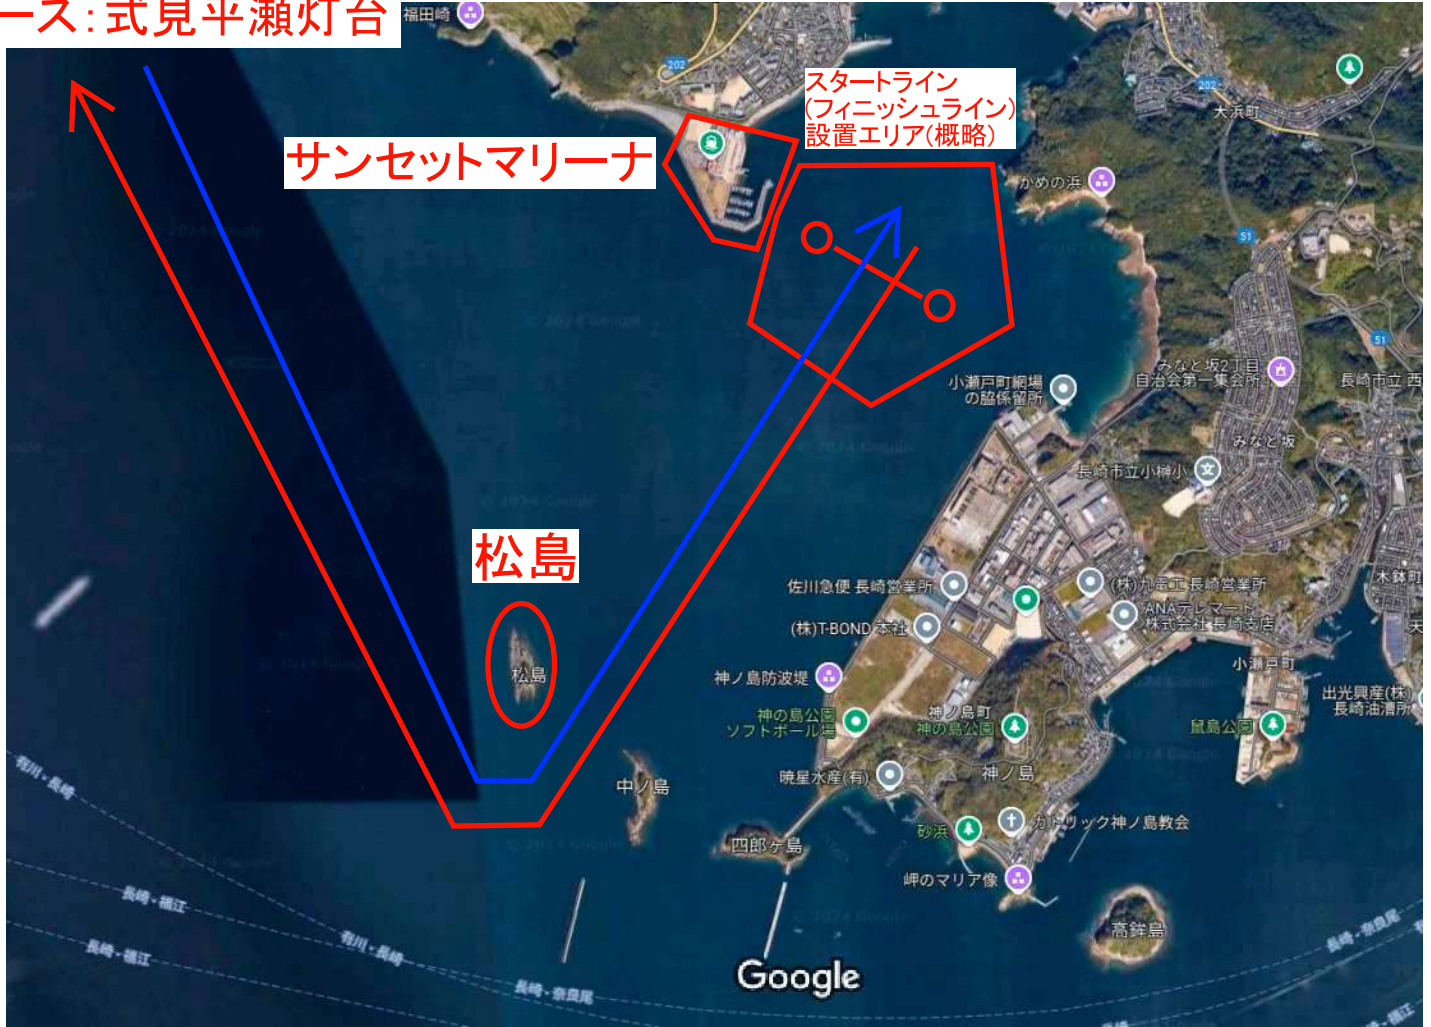 ース:式見平瀬灯台
福田崎
202
スタートライン
(フィニッシュライン)
設置エリア(概略)
202
大浜町
サンセットマリーナ
かめの浜
51
51
みなと坂2丁目
自治会第一集会所
長崎市立 西
小瀬戸町網場
の脇係留所
みなと坂
長崎市立小榊小
松島
佐川急便 長崎営業所
(株)九電工 長崎営業所
木鉢町
ANAテレマート
株式会社 長崎支店
(株)T-BOND 本社
天
松島
神ノ島防波堤
小瀬戸町
出光興産(株)
長崎油槽所
神の島公園
ソフトボール場
神ノ島町
神の島公園
鼠島公園
有川・長崎
中ノ島
暁星水産(有)
神ノ島
砂浜
カトリック神ノ島教会
四郎ヶ島
岬のマリア像
長崎・福江
高鉾島
長崎・福江
有川・長崎
長崎・奈良尾
Google
長崎・奈良尾
© 2024 Google